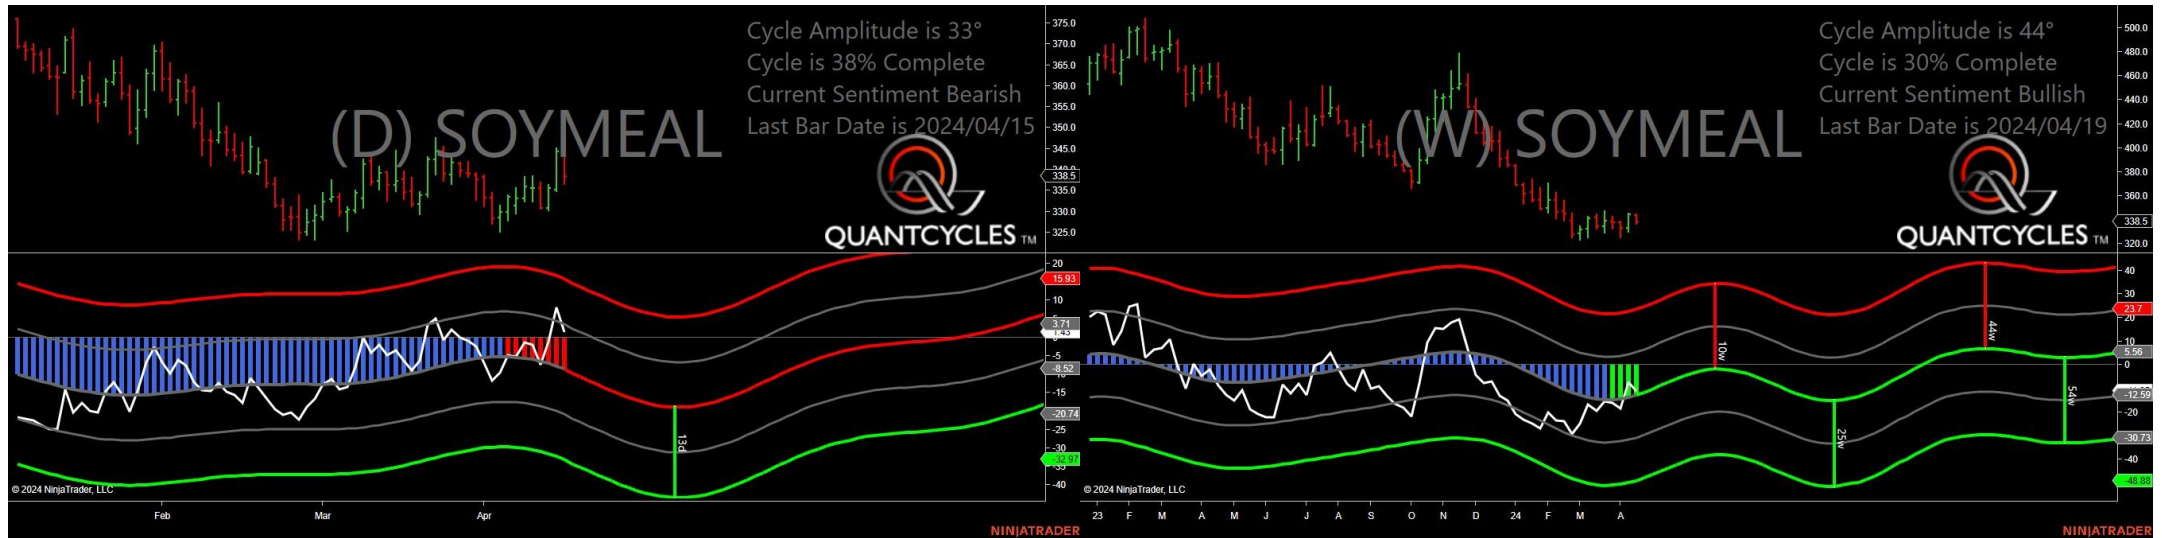 Cycle Amplitude is 33°
Cycle is 38% Complete
Current Sentiment Bearish
Last Bar Date is 2024/04/15
(D) SOYMEAL
QUANTCYCLES TM
375.0
370.0
365.0
360.0
355.0
350.0
345.0
338.5
335.0
330.0
325.0
20
15.93
10
3.71
1.43
-5
-8.52
-15
-20.74
-25
-32.97
-40
13d
© 2024 NinjaTrader, LLC
Feb Mar Apr
NINJATRADER
Cycle Amplitude is 44°
Cycle is 30% Complete
Current Sentiment Bullish
Last Bar Date is 2024/04/19
(W) SOYMEAL
QUANTCYCLES TM
500.0
480.0
460.0
440.0
420.0
400.0
380.0
360.0
338.5
320.0
40
30
23.7
20
10
5.56
0
-12.59
-20
-30.73
-40
-48.88
10w
25w
44w
54w
© 2024 NinjaTrader, LLC
23 F M A M J J A S O N D 24 F M A
NINJATRADER